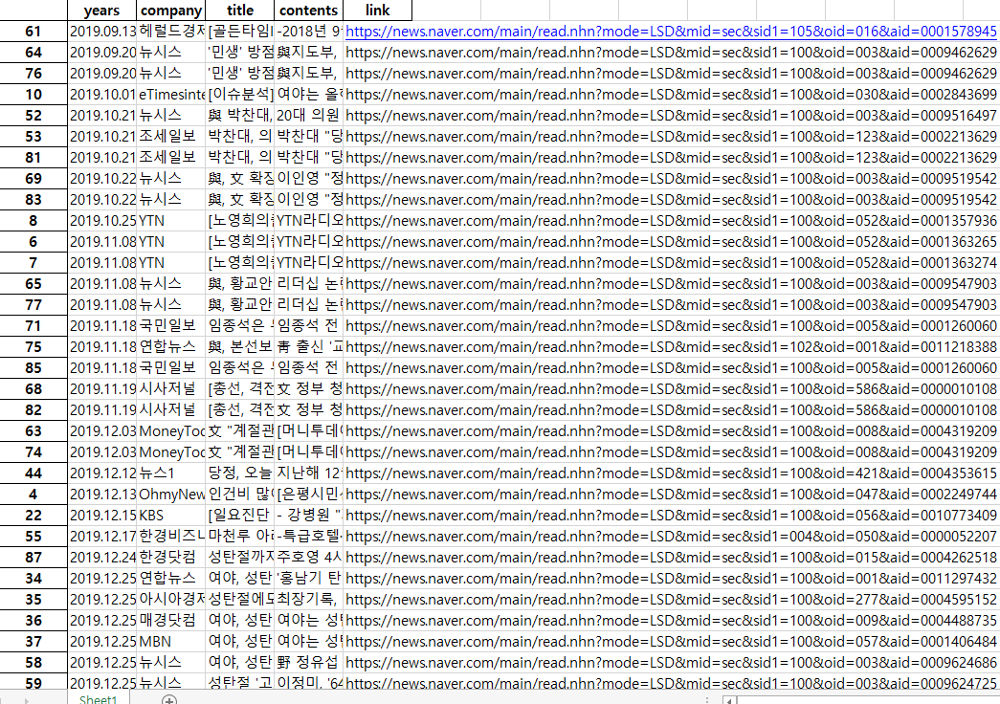 years company title contents link
61 2019.09.13 헤럴드경제 [골든타임 -2018년 9 https://news.naver.com/main/read.nhn?mode=LSD&mid=sec&sid1=105&oid=016&aid=0001578945
64 2019.09.20 뉴시스 '민생' 방점 與지도부, https://news.naver.com/main/read.nhn?mode=LSD&mid=sec&sid1=100&oid=003&aid=0009462629
76 2019.09.20 뉴시스 '민생' 방점 與지도부, https://news.naver.com/main/read.nhn?mode=LSD&mid=sec&sid1=100&oid=003&aid=0009462629
10 2019.10.01 eTimesinte [이슈분석] 여야는 올 https://news.naver.com/main/read.nhn?mode=LSD&mid=sec&sid1=100&oid=030&aid=0002843699
52 2019.10.21 뉴시스 與 박찬대, 20대 의원 https://news.naver.com/main/read.nhn?mode=LSD&mid=sec&sid1=100&oid=003&aid=0009516497
53 2019.10.21 조세일보 박찬대, 의 박찬대 "당 https://news.naver.com/main/read.nhn?mode=LSD&mid=sec&sid1=100&oid=123&aid=0002213629
81 2019.10.21 조세일보 박찬대, 의 박찬대 "당 https://news.naver.com/main/read.nhn?mode=LSD&mid=sec&sid1=100&oid=123&aid=0002213629
69 2019.10.22 뉴시스 與, 文 확장 이인영 "정 https://news.naver.com/main/read.nhn?mode=LSD&mid=sec&sid1=100&oid=003&aid=0009519542
83 2019.10.22 뉴시스 與, 文 확장 이인영 "정 https://news.naver.com/main/read.nhn?mode=LSD&mid=sec&sid1=100&oid=003&aid=0009519542
8 2019.10.25 YTN [노영희의 YTN라디오 https://news.naver.com/main/read.nhn?mode=LSD&mid=sec&sid1=100&oid=052&aid=0001357936
6 2019.11.08 YTN [노영희의 YTN라디오 https://news.naver.com/main/read.nhn?mode=LSD&mid=sec&sid1=100&oid=052&aid=0001363265
7 2019.11.08 YTN [노영희의 YTN라디오 https://news.naver.com/main/read.nhn?mode=LSD&mid=sec&sid1=100&oid=052&aid=0001363274
65 2019.11.08 뉴시스 與, 황교안 리더십 논란 https://news.naver.com/main/read.nhn?mode=LSD&mid=sec&sid1=100&oid=003&aid=0009547903
77 2019.11.08 뉴시스 與, 황교안 리더십 논란 https://news.naver.com/main/read.nhn?mode=LSD&mid=sec&sid1=100&oid=003&aid=0009547903
71 2019.11.18 국민일보 임종석은 임종석 전 https://news.naver.com/main/read.nhn?mode=LSD&mid=sec&sid1=100&oid=005&aid=0001260060
75 2019.11.18 연합뉴스 與, 본선보 靑 출신 '교 https://news.naver.com/main/read.nhn?mode=LSD&mid=sec&sid1=102&oid=001&aid=0011218388
85 2019.11.18 국민일보 임종석은 임종석 전 https://news.naver.com/main/read.nhn?mode=LSD&mid=sec&sid1=100&oid=005&aid=0001260060
68 2019.11.19 시사저널 [총선, 격전 文 정부 청 https://news.naver.com/main/read.nhn?mode=LSD&mid=sec&sid1=100&oid=586&aid=0000010108
82 2019.11.19 시사저널 [총선, 격전 文 정부 청 https://news.naver.com/main/read.nhn?mode=LSD&mid=sec&sid1=100&oid=586&aid=0000010108
63 2019.12.03 MoneyToc 文 "계절관 [머니투데이 https://news.naver.com/main/read.nhn?mode=LSD&mid=sec&sid1=100&oid=008&aid=0004319209
74 2019.12.03 MoneyToc 文 "계절관 [머니투데이 https://news.naver.com/main/read.nhn?mode=LSD&mid=sec&sid1=100&oid=008&aid=0004319209
44 2019.12.12 뉴스1 당정, 오늘 지난해 12 https://news.naver.com/main/read.nhn?mode=LSD&mid=sec&sid1=100&oid=421&aid=0004353615
4 2019.12.13 OhmyNew 인건비 많 [은평시민 https://news.naver.com/main/read.nhn?mode=LSD&mid=sec&sid1=100&oid=047&aid=0002249744
22 2019.12.15 KBS [일요진단 - 강병원 " https://news.naver.com/main/read.nhn?mode=LSD&mid=sec&sid1=100&oid=056&aid=0010773409
55 2019.12.17 한경비즈니 마천루 아 -특급호텔 https://news.naver.com/main/read.nhn?mode=LSD&mid=sec&sid1=004&oid=050&aid=0000052207
87 2019.12.24 한경닷컴 성탄절까지 주호영 4시 https://news.naver.com/main/read.nhn?mode=LSD&mid=sec&sid1=100&oid=015&aid=0004262518
34 2019.12.25 연합뉴스 여야, 성탄 '홍남기 탄 https://news.naver.com/main/read.nhn?mode=LSD&mid=sec&sid1=100&oid=001&aid=0011297432
35 2019.12.25 아시아경제 성탄절에도 최장기록, https://news.naver.com/main/read.nhn?mode=LSD&mid=sec&sid1=100&oid=277&aid=0004595152
36 2019.12.25 매경닷컴 여야, 성탄 여야는 성탄 https://news.naver.com/main/read.nhn?mode=LSD&mid=sec&sid1=100&oid=009&aid=0004488735
37 2019.12.25 MBN 여야, 성탄 여야는 성탄 https://news.naver.com/main/read.nhn?mode=LSD&mid=sec&sid1=100&oid=057&aid=0001406484
58 2019.12.25 뉴시스 여야, 성탄 野 정유섭 https://news.naver.com/main/read.nhn?mode=LSD&mid=sec&sid1=100&oid=003&aid=0009624686
59 2019.12.25 뉴시스 성탄절 '고 이정미, '64 https://news.naver.com/main/read.nhn?mode=LSD&mid=sec&sid1=100&oid=003&aid=0009624725
Sheet1